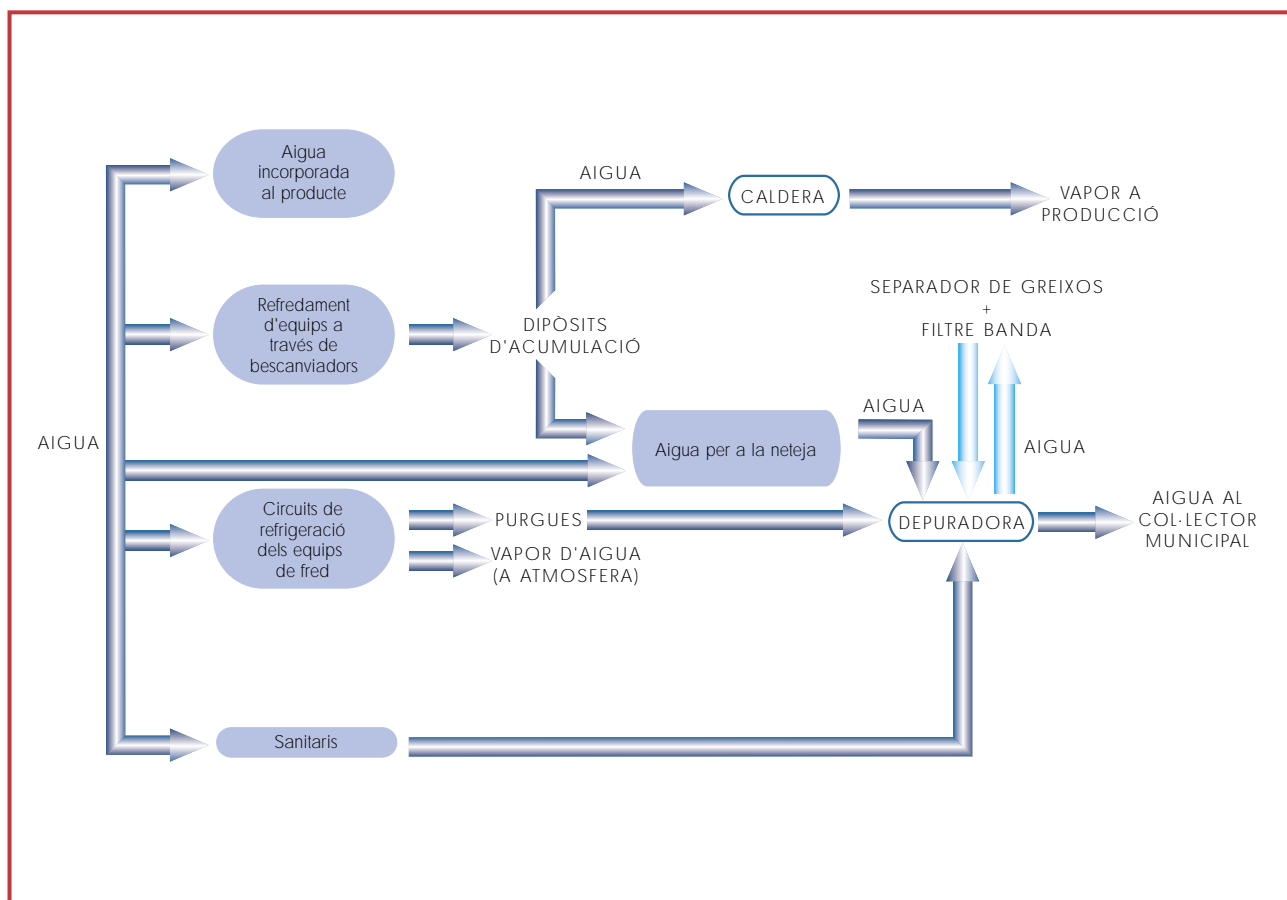 Aigua
incorporada
al producte
AIGUA
CALDERA
VAPOR A
PRODUCCIÓ
Refredament
d'equips a
través de
bescanviadors
DIPÒSITS
D'ACUMULACIÓ
SEPARADOR DE GREIXOS
+
FILTRE BANDA
AIGUA
AIGUA
Aigua per a la neteja
AIGUA
Circuits de
refrigeració
dels equips
de fred
PURGUES
VAPOR D'AIGUA
(A ATMOSFERA)
DEPURADORA
AIGUA AL
COL·LECTOR
MUNICIPAL
Sanitaris